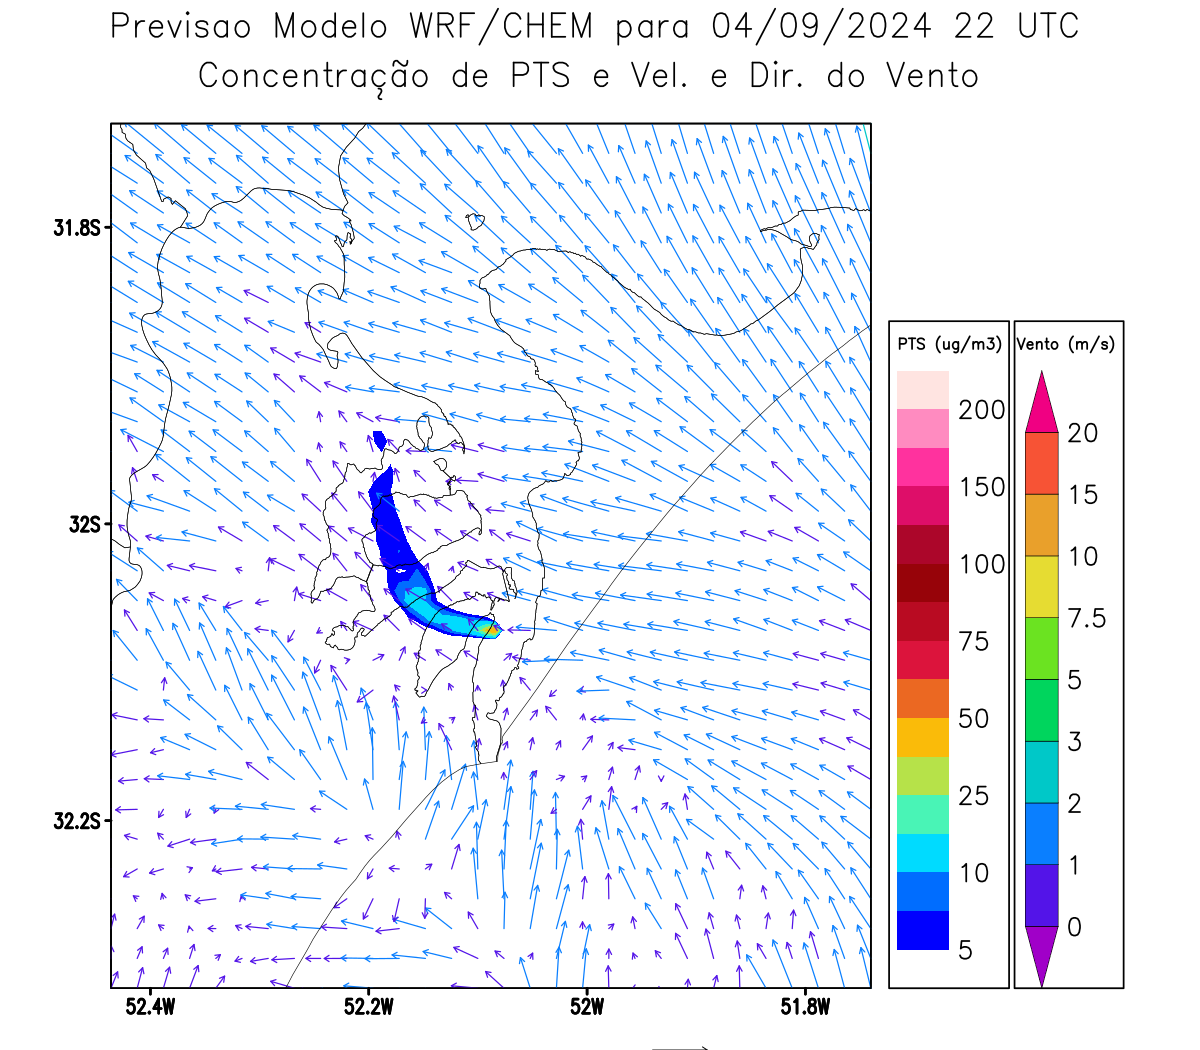 Previsao Modelo WRF/CHEM para 04/09/2024 22 UTC
Concentração de PTS e Vel. e Dir. do Vento
31.8S
32S
32.2S
52.4W
52.2W
52W
51.8W
PTS (ug/m3)
200
150
100
75
50
25
10
5
Vento (m/s)
20
15
10
7.5
5
3
2
1
0